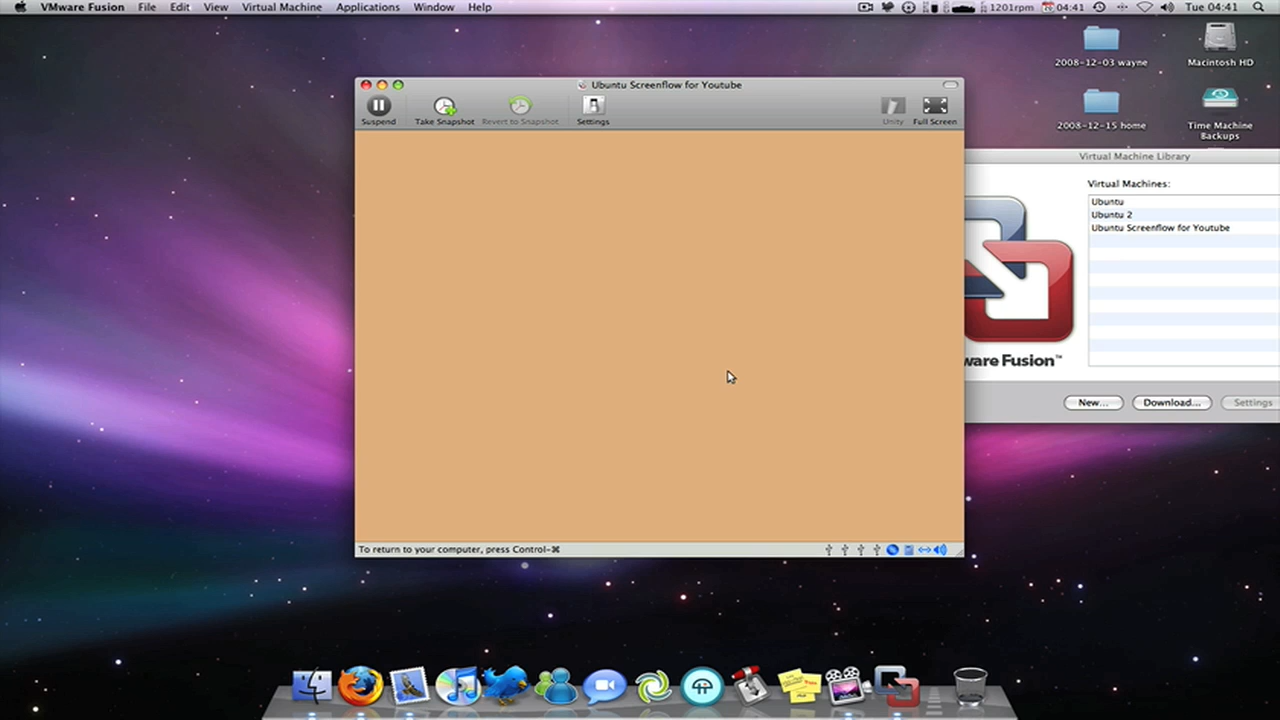 VMware Fusion File Edit View Virtual Machine Applications Window Help 1201rpm 04:41 Tue 04:41
2008-12-03 wayne
Macintosh HD
2008-12-15 home
Time Machine
Backups
Ubuntu Screenflow for Youtube
Suspend Take Snapshot Revert to Snapshot Settings Unity Full Screen
Virtual Machine Library
Virtual Machines:
Ubuntu
Ubuntu 2
Ubuntu Screenflow for Youtube
ware Fusion™
New... Download... Settings
To return to your computer, press Control-⌘